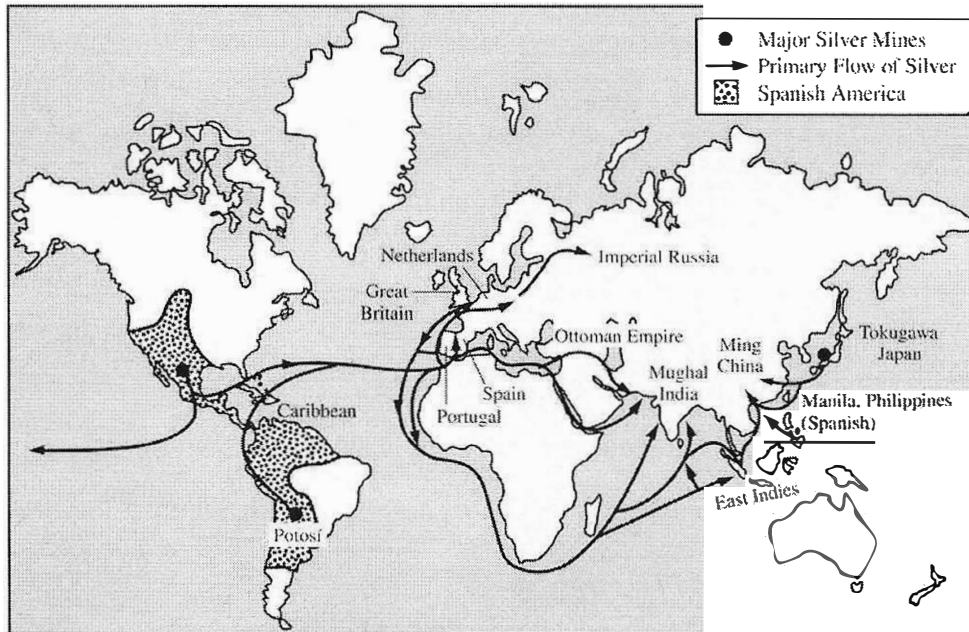 Major Silver Mines
Primary Flow of Silver
Spanish America
Netherlands
Imperial Russia
Great
Britain
Ottoman Empire
Tokugawa
Japan
Ming
China
Mughal
India
Spain
Portugal
Caribbean
Manila, Philippines
(Spanish)
East Indies
Potosí